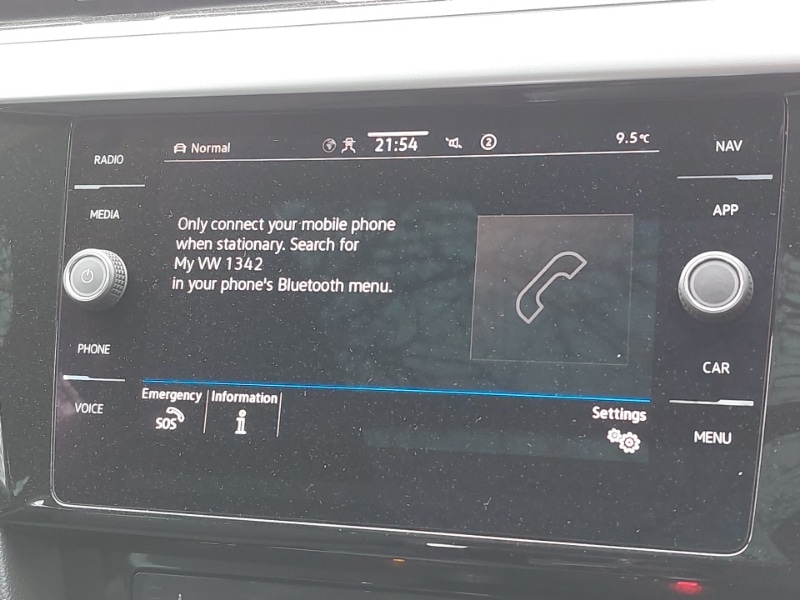 RADIO
MEDIA
PHONE
VOICE
Normal
21:54
2
9.5°C
Only connect your mobile phone
when stationary. Search for
My VW 1342
in your phone's Bluetooth menu.
Emergency
SOS
Information
i
Settings
NAV
APP
CAR
MENU